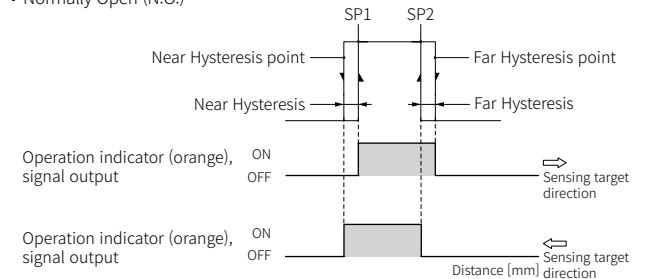 • Normally Open (N.O.)
SP1 SP2
Near Hysteresis point
Far Hysteresis point
Near Hysteresis
Far Hysteresis
Operation indicator (orange),
signal output
ON
OFF
Sensing target
direction
Operation indicator (orange),
signal output
ON
OFF
Distance [mm]
Sensing target
direction